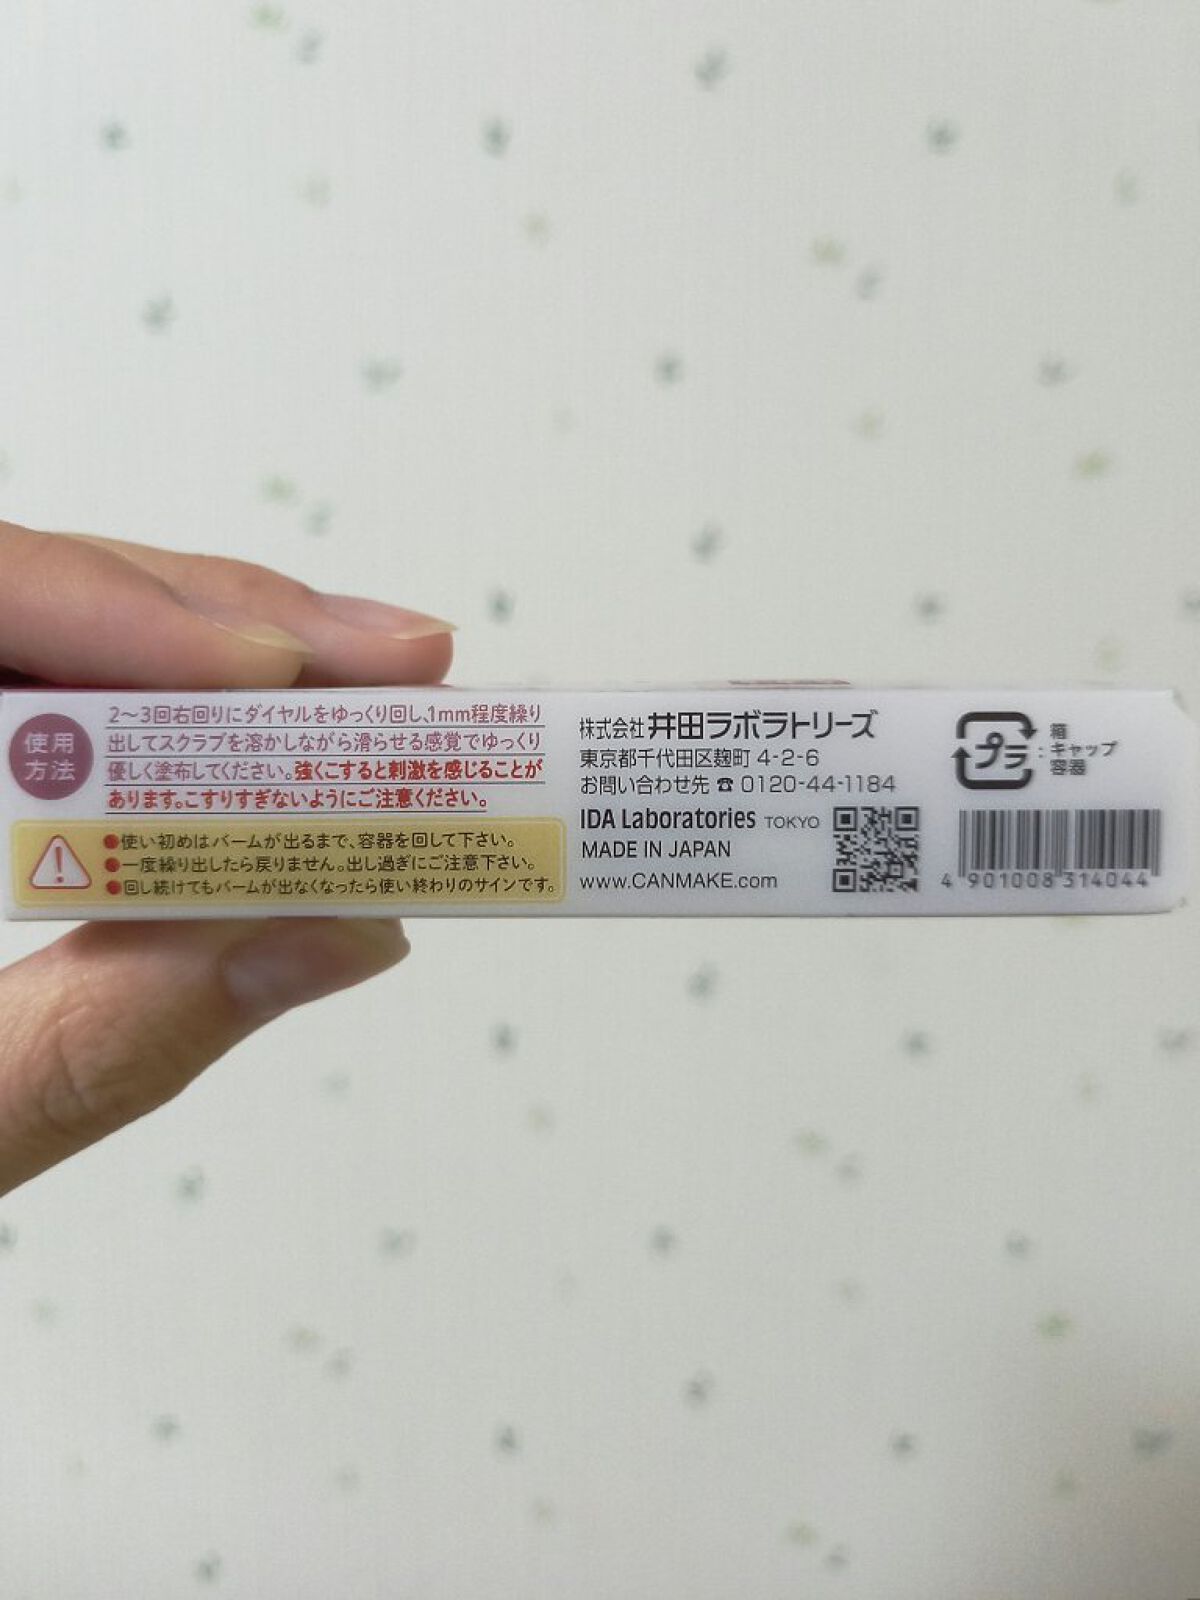 使用
方法
2～3回右回りにダイヤルをゆっくり回し、1mm程度繰り
出してスクラブを溶かしながら滑らせる感覚でゆっくり
優しく塗布してください。強くこすると刺激を感じることが
あります。こすりすぎないようにご注意ください。
●使い初めはバームが出るまで、容器を回して下さい。
●一度繰り出したら戻りません。出し過ぎにご注意下さい。
●回し続けてもバームが出なくなったら使い終わりのサインです。
株式会社 井田ラボラトリーズ
東京都千代田区麹町 4-2-6
お問い合わせ先 ☎ 0120-44-1184
IDA Laboratories TOKYO
MADE IN JAPAN
www.CANMAKE.com
プラ
箱
:キャップ
容器
4 901008 314044